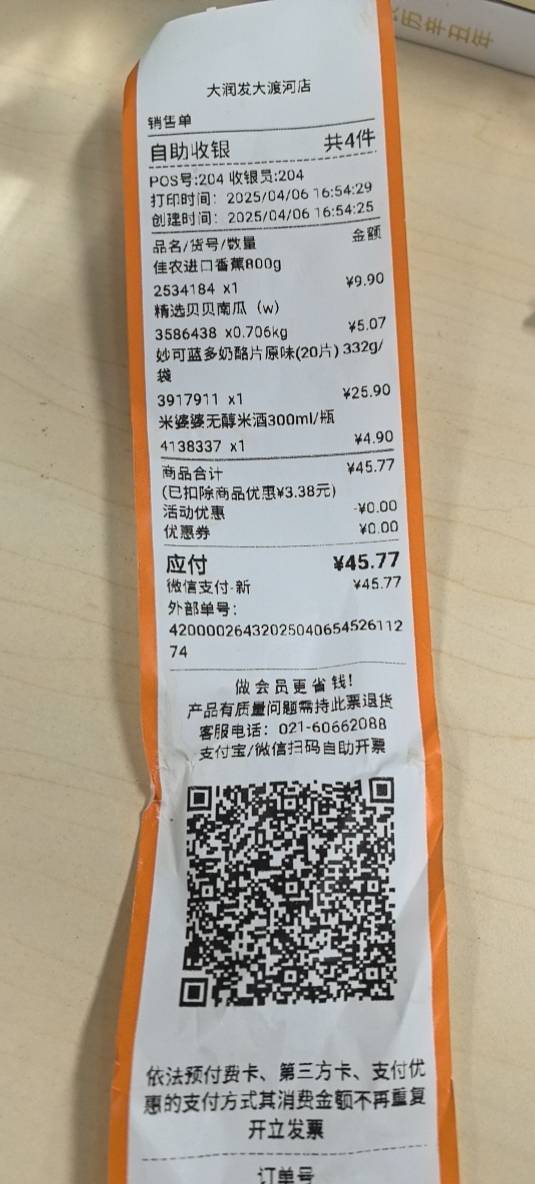 历辛丑年
大润发大渡河店
销售单
自助收银 共4件
POS号:204 收银员:204
打印时间: 2025/04/06 16:54:29
创建时间: 2025/04/06 16:54:25
品名/货号/数量 金额
佳农进口香蕉800g
2534184 x1 ¥9.90
精选贝贝南瓜 (w)
3586438 x0.706kg ¥5.07
妙可蓝多奶酪片原味(20片) 332g/
袋
3917911 x1 ¥25.90
米婆婆无醇米酒300ml/瓶
4138337 x1 ¥4.90
商品合计 ¥45.77
(已扣除商品优惠¥3.38元)
活动优惠 -¥0.00
优惠券 ¥0.00
应付 ¥45.77
微信支付-新 ¥45.77
外部单号:
42000026432025040654526112
74
做会员更省钱!
产品有质量问题需持此票退货
客服电话: 021-60662088
支付宝/微信扫码自助开票
依法预付费卡、第三方卡、支付优
惠的支付方式其消费金额不再重复
开立发票
订单号